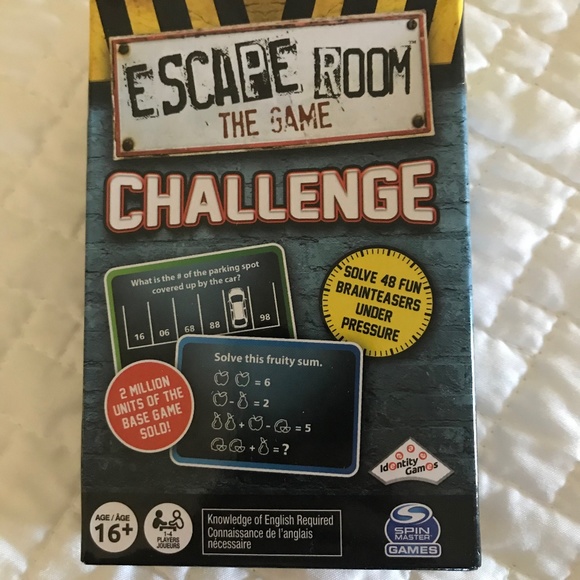 ESCAPE ROOM
THE GAME
CHALLENGE
What is the # of the parking spot
covered up by the car?
16 06 68 88 98
SOLVE 48 FUN
BRAINTEASERS
UNDER
PRESSURE
Solve this fruity sum.
= 6
- = 2
+ - = 5
+ = ?
2 MILLION
UNITS OF THE
BASE GAME
SOLD!
Identity
Games
AGE / ÂGE
16+
1-4
PLAYERS
JOUEURS
Knowledge of English Required
Connaissance de l'anglais
nécessaire
SPIN
MASTER
GAMES